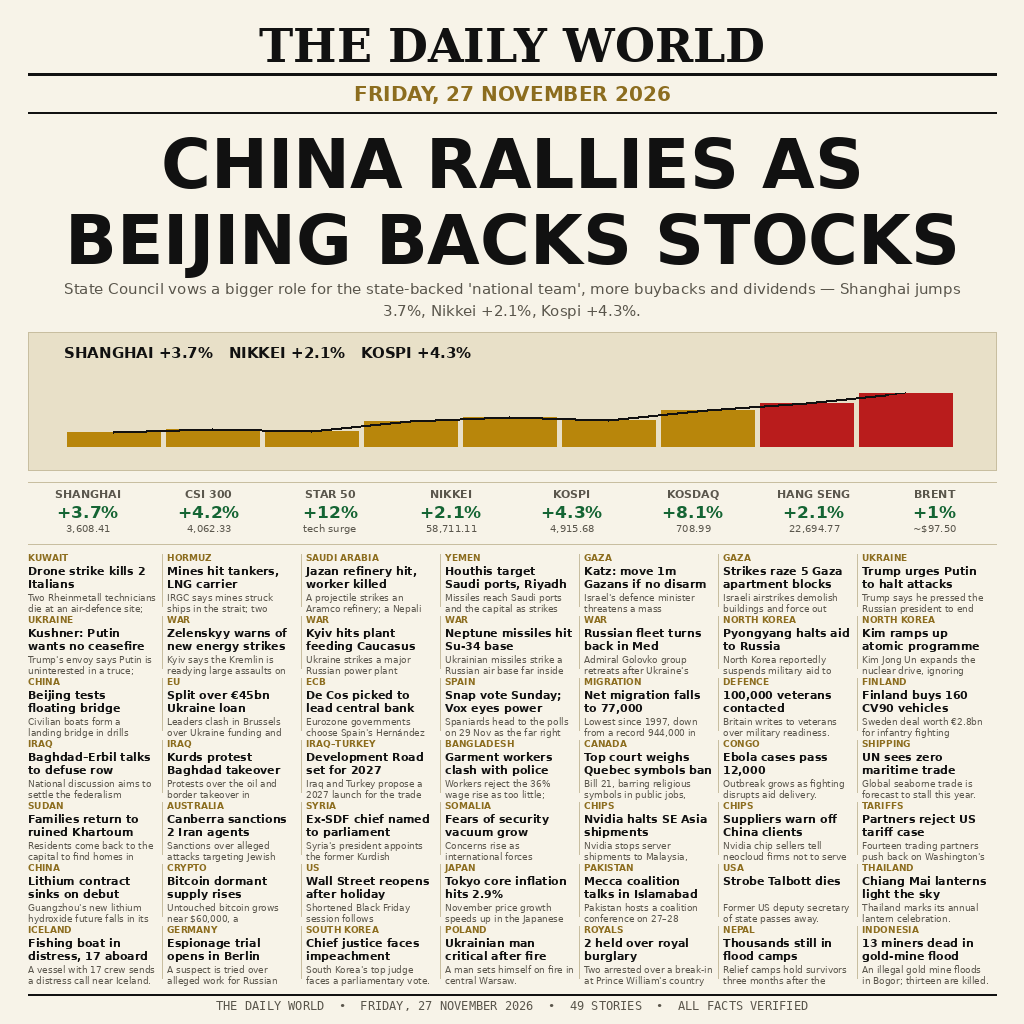 THE DAILY WORLD
FRIDAY, 27 NOVEMBER 2026
CHINA RALLIES AS
BEIJING BACKS STOCKS
State Council vows a bigger role for the state-backed 'national team', more buybacks and dividends — Shanghai jumps
3.7%, Nikkei +2.1%, Kospi +4.3%.
SHANGHAI +3.7% NIKKEI +2.1% KOSPI +4.3%
SHANGHAI
+3.7%
3,608.41
CSI 300
+4.2%
4,062.33
STAR 50
+12%
tech surge
NIKKEI
+2.1%
58,711.11
KOSPI
+4.3%
4,915.68
KOSDAQ
+8.1%
708.99
HANG SENG
+2.1%
22,694.77
BRENT
+1%
~$97.50
KUWAIT
Drone strike kills 2
Italians
Two Rheinmetall technicians
die at an air-defence site;
HORMUZ
Mines hit tankers,
LNG carrier
IRGC says mines struck
ships in the strait; two
SAUDI ARABIA
Jazan refinery hit,
worker killed
A projectile strikes an
Aramco refinery; a Nepali
YEMEN
Houthis target
Saudi ports, Riyadh
Missiles reach Saudi ports
and the capital as strikes
GAZA
Katz: move 1m
Gazans if no disarm
Israel's defence minister
threatens a mass
GAZA
Strikes raze 5 Gaza
apartment blocks
Israeli airstrikes demolish
buildings and force out
UKRAINE
Trump urges Putin
to halt attacks
Trump says he pressed the
Russian president to end
UKRAINE
Kushner: Putin
wants no ceasefire
Trump's envoy says Putin is
uninterested in a truce;
WAR
Zelenskyy warns of
new energy strikes
Kyiv says the Kremlin is
readying large assaults on
WAR
Kyiv hits plant
feeding Caucasus
Ukraine strikes a major
Russian power plant
WAR
Neptune missiles hit
Su-34 base
Ukrainian missiles strike a
Russian air base far inside
WAR
Russian fleet turns
back in Med
Admiral Golovko group
retreats after Ukraine's
NORTH KOREA
Pyongyang halts aid
to Russia
North Korea reportedly
suspends military aid to
NORTH KOREA
Kim ramps up
atomic programme
Kim Jong Un expands the
nuclear drive, ignoring
CHINA
Beijing tests
floating bridge
Civilian boats form a
landing bridge in drills
EU
Split over €45bn
Ukraine loan
Leaders clash in Brussels
over Ukraine funding and
ECB
De Cos picked to
lead central bank
Eurozone governments
choose Spain's Hernández
SPAIN
Snap vote Sunday;
Vox eyes power
Spaniards head to the polls
on 29 Nov as the far right
MIGRATION
Net migration falls
to 77,000
Lowest since 1997, down
from a record 944,000 in
DEFENCE
100,000 veterans
contacted
Britain writes to veterans
over military readiness.
FINLAND
Finland buys 160
CV90 vehicles
Sweden deal worth €2.8bn
for infantry fighting
IRAQ
Baghdad–Erbil talks
to defuse row
National discussion aims to
settle the federalism
IRAQ
Kurds protest
Baghdad takeover
Protests over the oil and
border takeover in
IRAQ–TURKEY
Development Road
set for 2027
Iraq and Turkey propose a
2027 launch for the trade
BANGLADESH
Garment workers
clash with police
Workers reject the 36%
wage rise as too little;
CANADA
Top court weighs
Quebec symbols ban
Bill 21, barring religious
symbols in public jobs,
CONGO
Ebola cases pass
12,000
Outbreak grows as fighting
disrupts aid delivery.
SHIPPING
UN sees zero
maritime trade
Global seaborne trade is
forecast to stall this year.
SUDAN
Families return to
ruined Khartoum
Residents come back to the
capital to find homes in
AUSTRALIA
Canberra sanctions
2 Iran agents
Sanctions over alleged
attacks targeting Jewish
SYRIA
Ex-SDF chief named
to parliament
Syria's president appoints
the former Kurdish
SOMALIA
Fears of security
vacuum grow
Concerns rise as
international forces
CHIPS
Nvidia halts SE Asia
shipments
Nvidia stops server
shipments to Malaysia,
CHIPS
Suppliers warn off
China clients
Nvidia chip sellers tell
neocloud firms not to serve
TARIFFS
Partners reject US
tariff case
Fourteen trading partners
push back on Washington's
CHINA
Lithium contract
sinks on debut
Guangzhou's new lithium
hydroxide future falls in its
CRYPTO
Bitcoin dormant
supply rises
Untouched bitcoin grows
near $60,000, a
US
Wall Street reopens
after holiday
Shortened Black Friday
session follows
JAPAN
Tokyo core inflation
hits 2.9%
November price growth
speeds up in the Japanese
PAKISTAN
Mecca coalition
talks in Islamabad
Pakistan hosts a coalition
conference on 27–28
USA
Strobe Talbott dies
Former US deputy secretary
of state passes away.
THAILAND
Chiang Mai lanterns
light the sky
Thailand marks its annual
lantern celebration.
ICELAND
Fishing boat in
distress, 17 aboard
A vessel with 17 crew sends
a distress call near Iceland.
GERMANY
Espionage trial
opens in Berlin
A suspect is tried over
alleged work for Russian
SOUTH KOREA
Chief justice faces
impeachment
South Korea's top judge
faces a parliamentary vote.
POLAND
Ukrainian man
critical after fire
A man sets himself on fire in
central Warsaw.
ROYALS
2 held over royal
burglary
Two arrested over a break-in
at Prince William's country
NEPAL
Thousands still in
flood camps
Relief camps hold survivors
three months after the
INDONESIA
13 miners dead in
gold-mine flood
An illegal gold mine floods
in Bogor; thirteen are killed.
THE DAILY WORLD • FRIDAY, 27 NOVEMBER 2026 • 49 STORIES • ALL FACTS VERIFIED